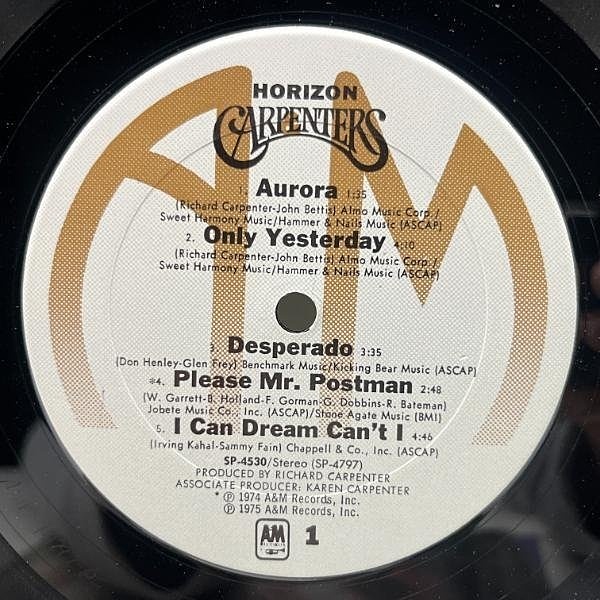 HORIZON
CARPENTERS
1. Aurora 1:35
(Richard Carpenter-John Bettis) Almo Music Corp./
Sweet Harmony Music/Hammer & Nails Music (ASCAP)
2. Only Yesterday 4:10
(Richard Carpenter-John Bettis) Almo Music Corp./
Sweet Harmony Music/Hammer & Nails Music (ASCAP)
3. Desperado 3:35
(Don Henley-Glen Frey) Benchmark Music/Kicking Bear Music (ASCAP)
*4. Please Mr. Postman 2:48
(W. Garrett-B. Holland-F. Gorman-G. Dobbins-R. Bateman)
Jobete Music Co., Inc. (ASCAP)/Stone Agate Music (BMI)
5. I Can Dream Can't I 4:46
(Irving Kahal-Sammy Fain) Chappell & Co., Inc. (ASCAP)
SP-4530/Stereo (SP-4797)
PRODUCED BY RICHARD CARPENTER
ASSOCIATE PRODUCER: KAREN CARPENTER
* ℗ 1974 A&M Records, Inc.
℗ 1975 A&M Records, Inc.
A&M 1